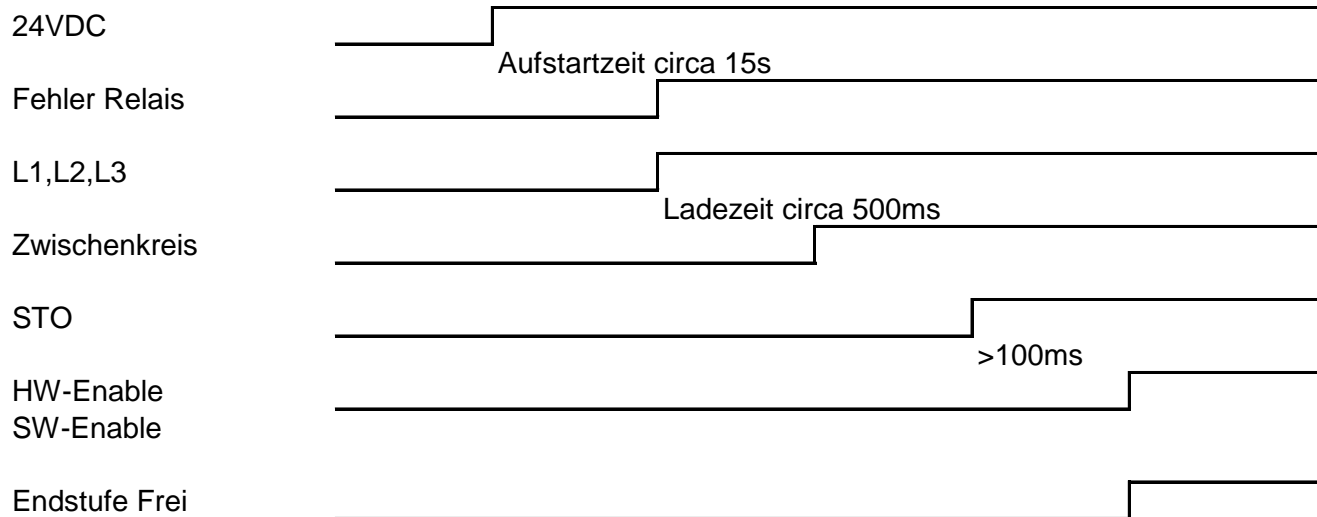 24VDC
Aufstartzeit circa 15s
Fehler Relais
L1,L2,L3
Ladezeit circa 500ms
Zwischenkreis
STO
>100ms
HW-Enable
SW-Enable
Endstufe Frei